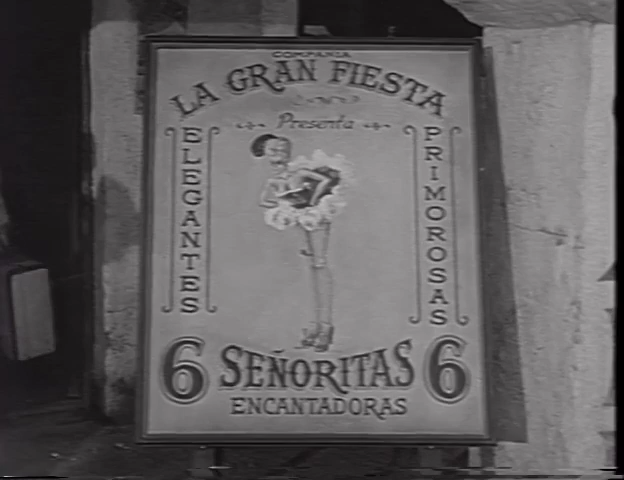 COMPAÑIA
LA GRAN FIESTA
Presenta
ELEGANTES
PRIMOROSAS
6 SEÑORITAS 6
ENCANTADORAS